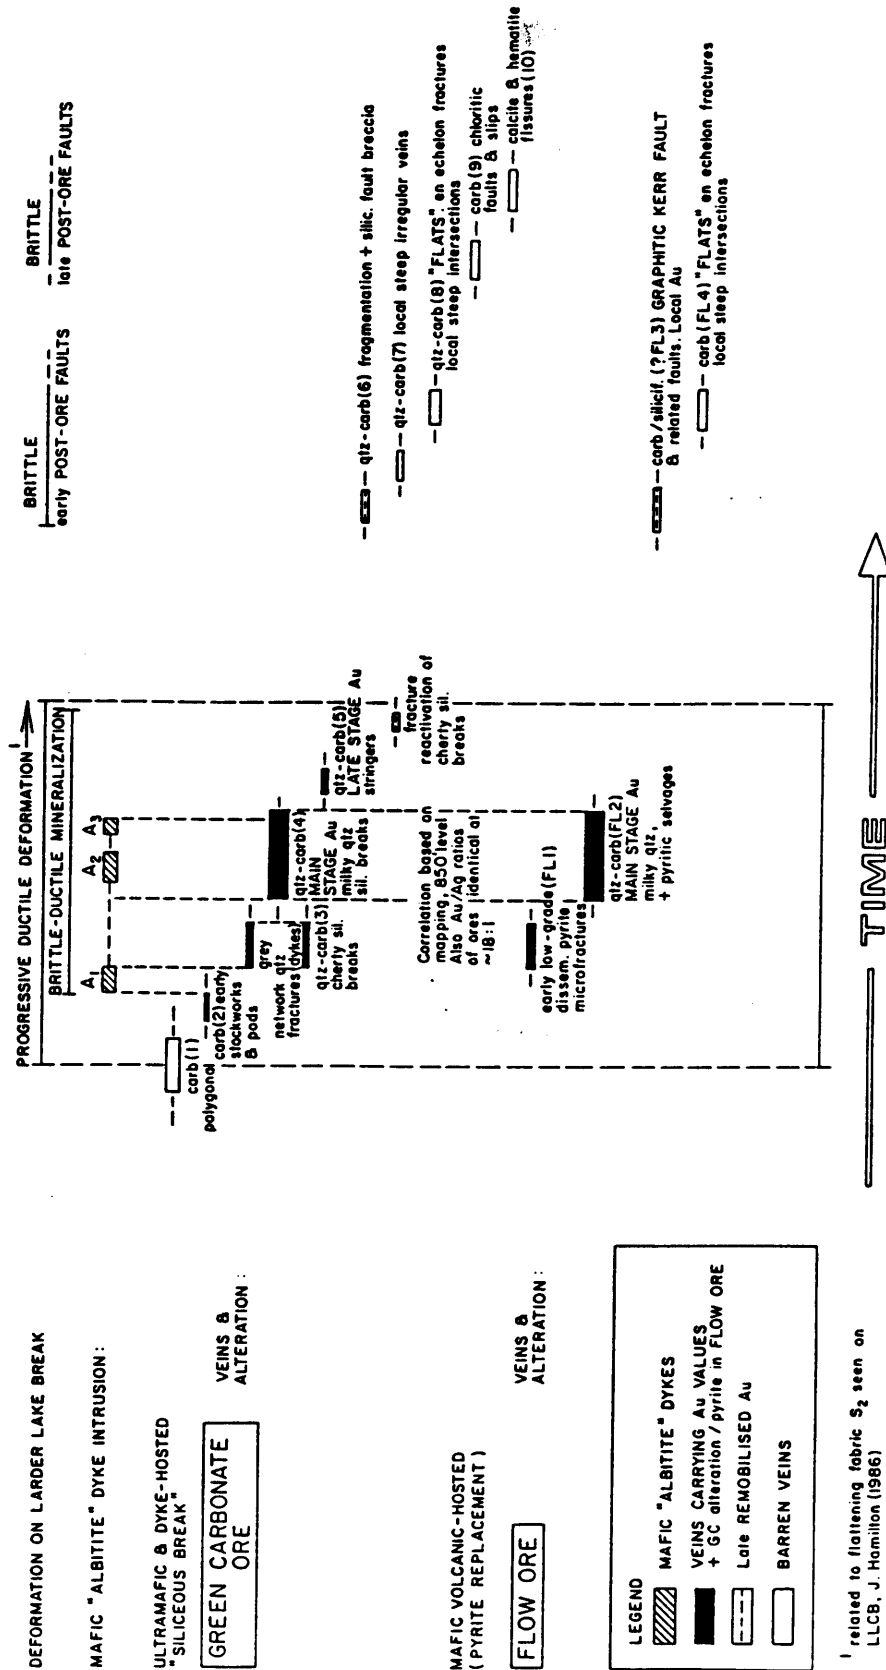 DEFORMATION ON LARDER LAKE BREAK
PROGRESSIVE DUCTILE DEFORMATION¹
BRITTLE-DUCTILE MINERALIZATION
BRITTLE
early POST-ORE FAULTS
BRITTLE
late POST-ORE FAULTS
MAFIC "ALBITITE" DYKE INTRUSION:
A₁
A₂
A₃
ULTRAMAFIC & DYKE-HOSTED
"SILICEOUS BREAK"
GREEN CARBONATE
ORE
VEINS &
ALTERATION:
carb(1)
polygonal
carb(2) early
stockworks
& pods
grey
network qtz
fractures (dykes)
qtz-carb(3)
cherty sil.
breaks
qtz-carb(4)
MAIN
STAGE Au
milky qtz
sil. breaks
qtz-carb(5)
LATE STAGE Au
stringers
fracture
reactivation of
cherty sil.
breaks
qtz-carb(6) fragmentation + silic. fault breccia
qtz-carb(7) local steep irregular veins
qtz-carb(8) "FLATS". en echelon fractures
local steep intersections
carb(9) chloritic
faults & slips
calcite & hematite
fissures(10)
Correlation based on
mapping, 850' level
Also Au/Ag ratios
of ores identical at
~18:1
MAFIC VOLCANIC-HOSTED
(PYRITE REPLACEMENT)
FLOW ORE
VEINS &
ALTERATION:
early low-grade(FL1)
dissem. pyrite
microfractures
qtz-carb(FL2)
MAIN STAGE Au
milky qtz,
+ pyritic selvages
carb/silicif. (?FL3) GRAPHITIC KERR FAULT
& related faults. Local Au
carb(FL4) "FLATS" en echelon fractures
local steep intersections
LEGEND
MAFIC "ALBITITE" DYKES
VEINS CARRYING Au VALUES
+ GC alteration/pyrite in FLOW ORE
Late REMOBILISED Au
BARREN VEINS
TIME
¹ related to flattening fabric S₂ seen on
LLCB, J. Hamilton (1986)